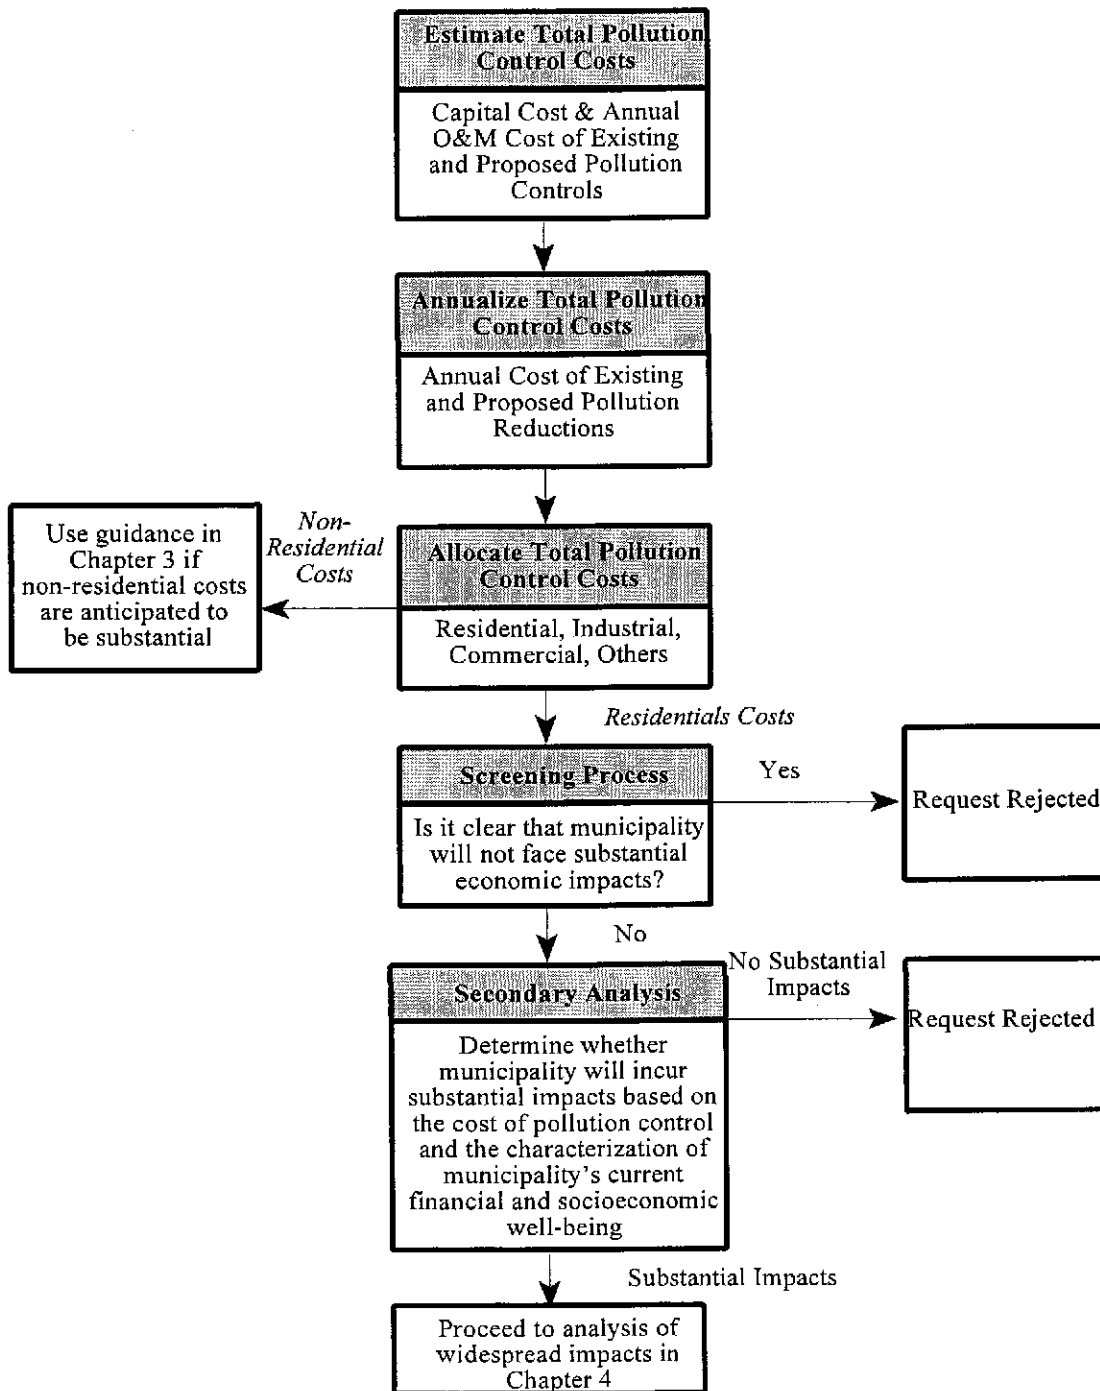 Estimate Total Pollution
Control Costs
Capital Cost & Annual
O&M Cost of Existing
and Proposed Pollution
Controls
Annualize Total Pollution
Control Costs
Annual Cost of Existing
and Proposed Pollution
Reductions
Use guidance in
Chapter 3 if
non-residential costs
are anticipated to
be substantial
Non-
Residential
Costs
Allocate Total Pollution
Control Costs
Residential, Industrial,
Commercial, Others
Residentials Costs
Screening Process
Is it clear that municipality
will not face substantial
economic impacts?
Yes
Request Rejected
No
Secondary Analysis
Determine whether
municipality will incur
substantial impacts based on
the cost of pollution control
and the characterization of
municipality's current
financial and socioeconomic
well-being
No Substantial
Impacts
Request Rejected
Substantial Impacts
Proceed to analysis of
widespread impacts in
Chapter 4